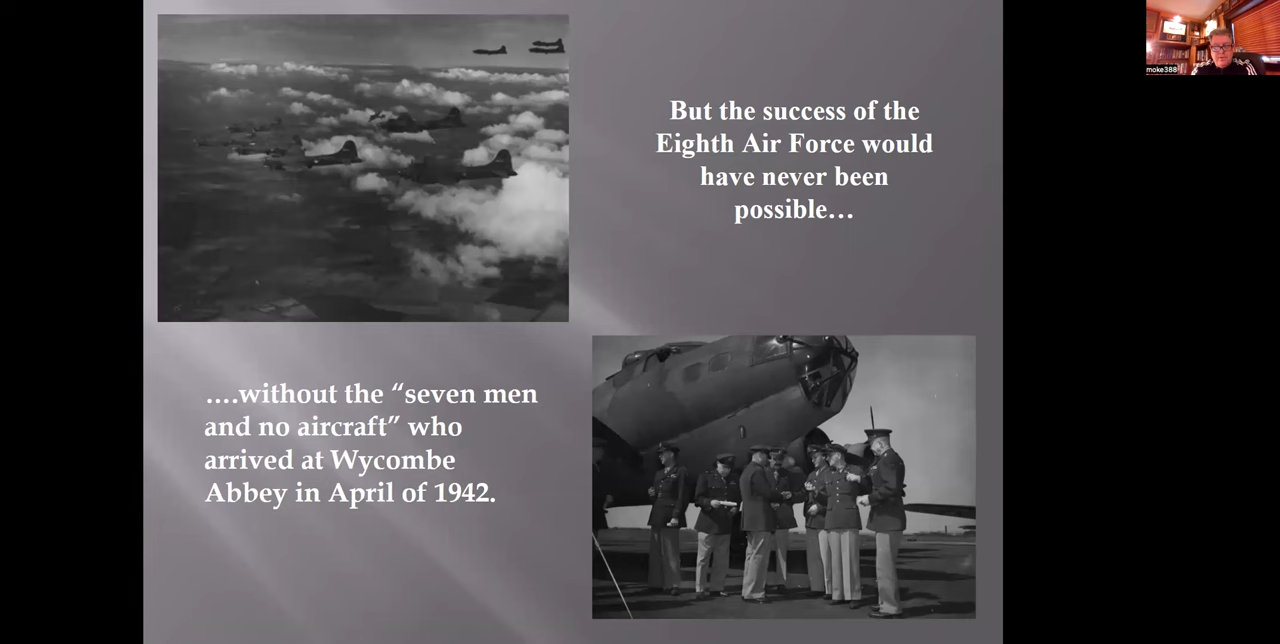 But the success of the
Eighth Air Force would
have never been
possible…
….without the “seven men
and no aircraft” who
arrived at Wycombe
Abbey in April of 1942.
moke388